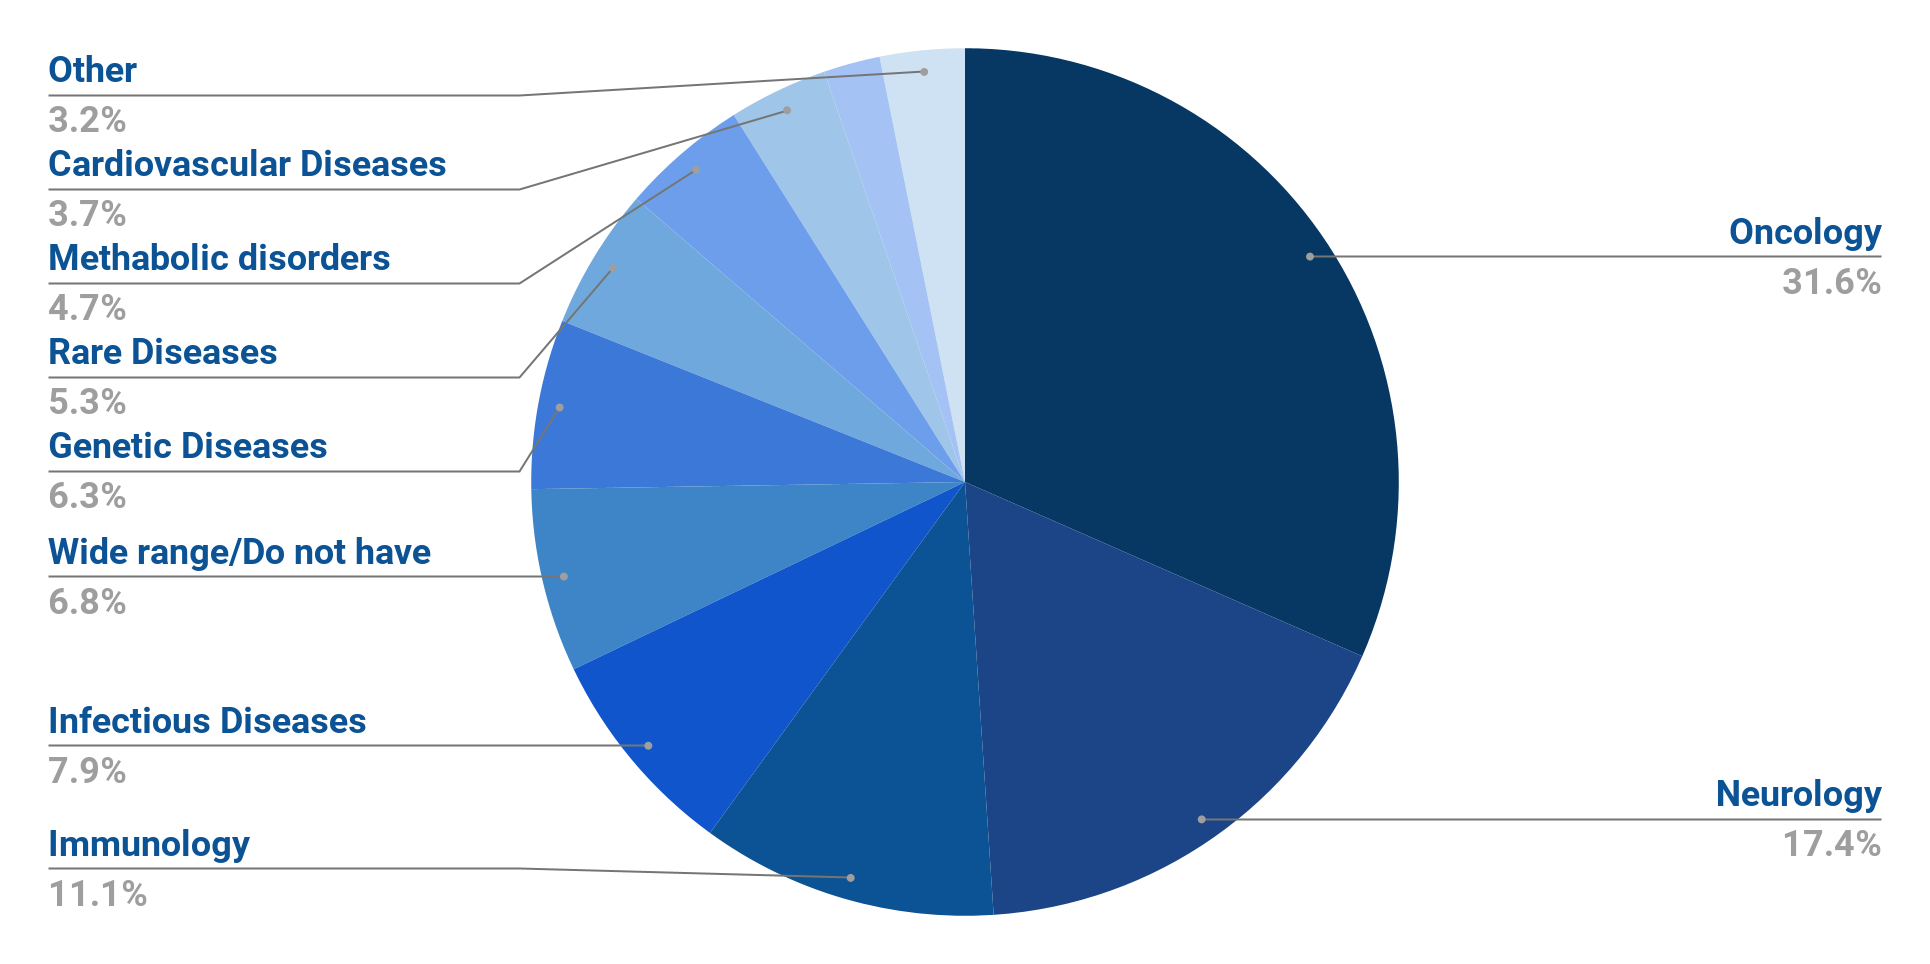 Other
3.2%
Cardiovascular Diseases
3.7%
Methabolic disorders
4.7%
Rare Diseases
5.3%
Genetic Diseases
6.3%
Wide range/Do not have
6.8%
Infectious Diseases
7.9%
Immunology
11.1%
Oncology
31.6%
Neurology
17.4%